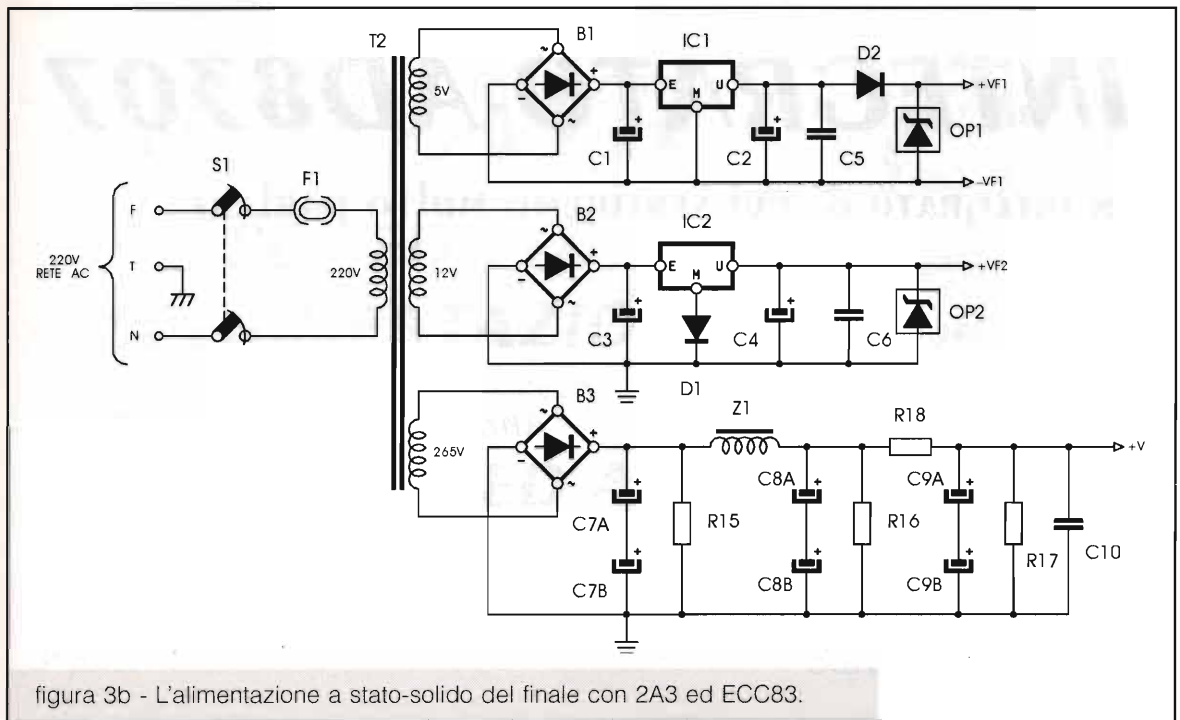 T2
B1
IC1
D2
5V
~
-
+
~
E
U
M
+VF1
OP1
C1
+
C2
+
C5
-VF1
S1
F1
F
220V
RETE AC
T
N
220V
B2
IC2
12V
~
-
+
~
E
U
M
+VF2
OP2
C3
+
C4
+
C6
D1
B3
Z1
R18
265V
~
-
+
~
+V
C7A
+
C8A
+
C9A
+
R15
R16
R17
C10
C7B
+
C8B
+
C9B
+
figura 3b - L'alimentazione a stato-solido del finale con 2A3 ed ECC83.